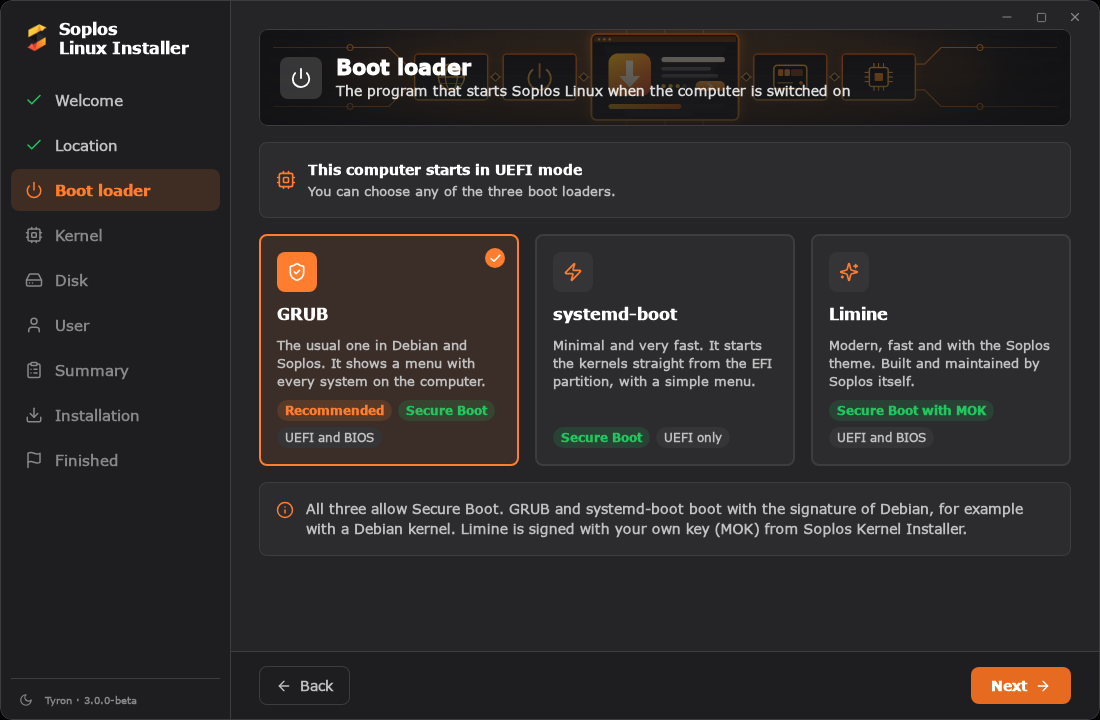 Soplos
Linux Installer
Welcome
Location
Boot loader
Kernel
Disk
User
Summary
Installation
Finished
Tyron · 3.0.0-beta
Boot loader
The program that starts Soplos Linux when the computer is switched on
This computer starts in UEFI mode
You can choose any of the three boot loaders.
GRUB
The usual one in Debian and
Soplos. It shows a menu with
every system on the computer.
Recommended
Secure Boot
UEFI and BIOS
systemd-boot
Minimal and very fast. It starts
the kernels straight from the EFI
partition, with a simple menu.
Secure Boot
UEFI only
Limine
Modern, fast and with the Soplos
theme. Built and maintained by
Soplos itself.
Secure Boot with MOK
UEFI and BIOS
All three allow Secure Boot. GRUB and systemd-boot boot with the signature of Debian, for example
with a Debian kernel. Limine is signed with your own key (MOK) from Soplos Kernel Installer.
Back
Next